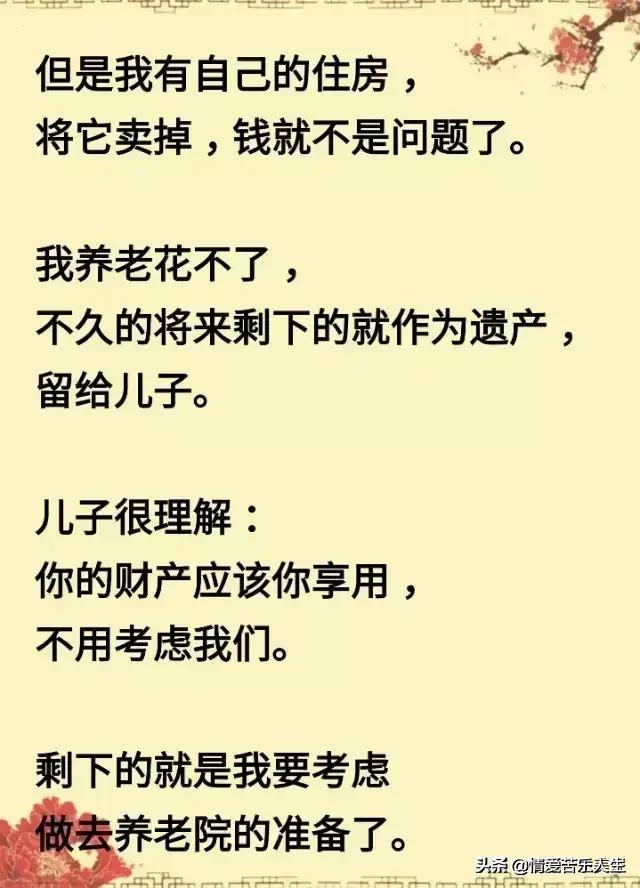 但是我有自己的住房，
将它卖掉，钱就不是问题了。
我养老花不了，
不久的将来剩下的就作为遗产，
留给儿子。
儿子很理解：
你的财产应该你享用，
不用考虑我们。
剩下的就是我要考虑
做去养老院的准备了。
头条 @情爱苦乐人生